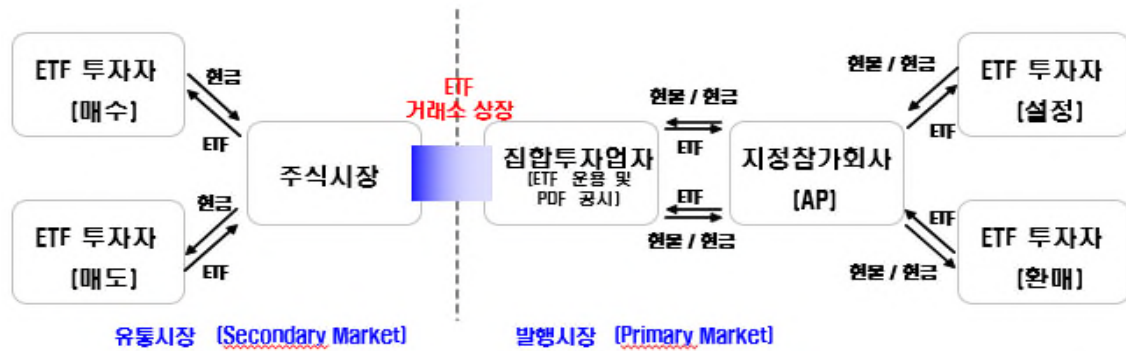 ETF 투자자
[매수]
현금
ETF
ETF 투자자
[매도]
현금
ETF
주식시장
ETF
거래소 상장
집합투자업자
[ETF 운용 및
PDF 공시]
현물 / 현금
ETF
ETF
현물 / 현금
지정참가회사
[AP]
현물 / 현금
ETF
ETF 투자자
[설정]
ETF
현물 / 현금
ETF 투자자
[환매]
유통시장 [Secondary Market]
발행시장 [Primary Market]